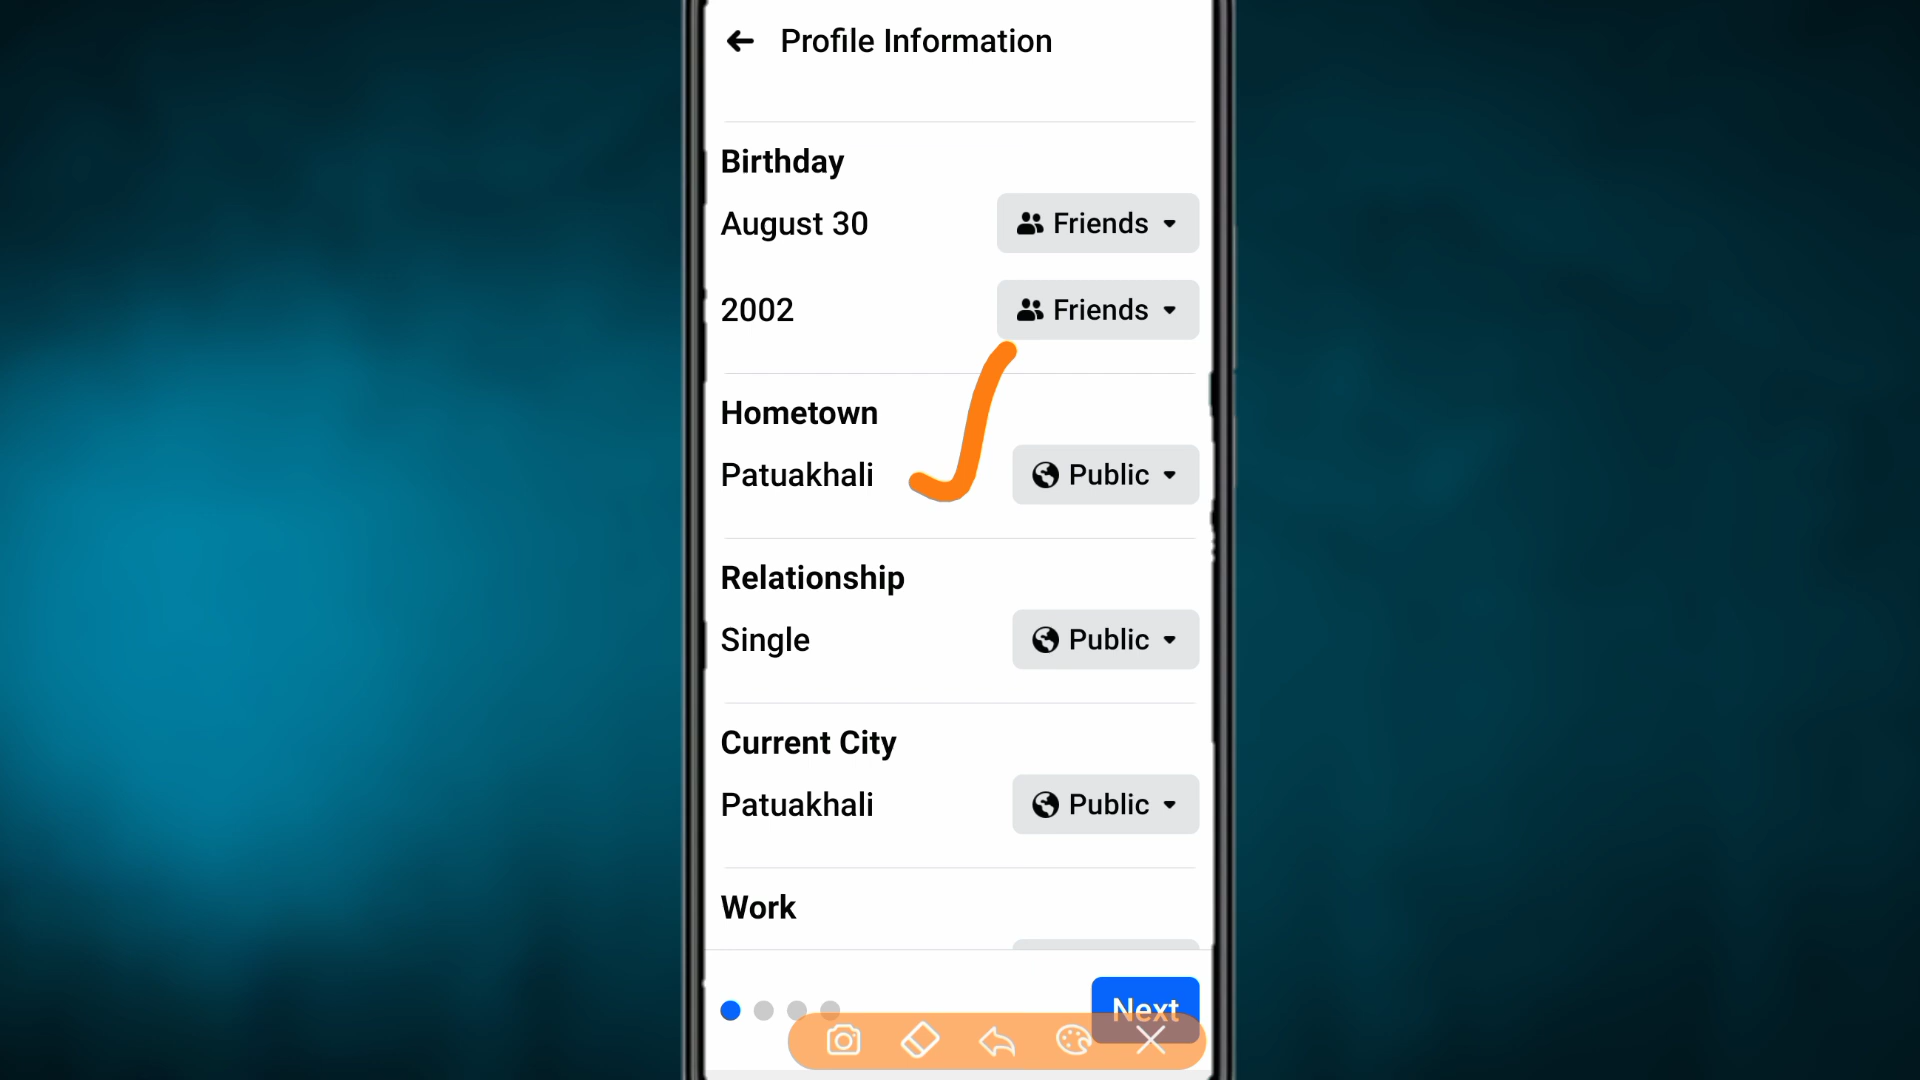 Profile Information
Birthday
August 30 Friends
2002 Friends
Hometown
Patuakhali Public
Relationship
Single Public
Current City
Patuakhali Public
Work
Next